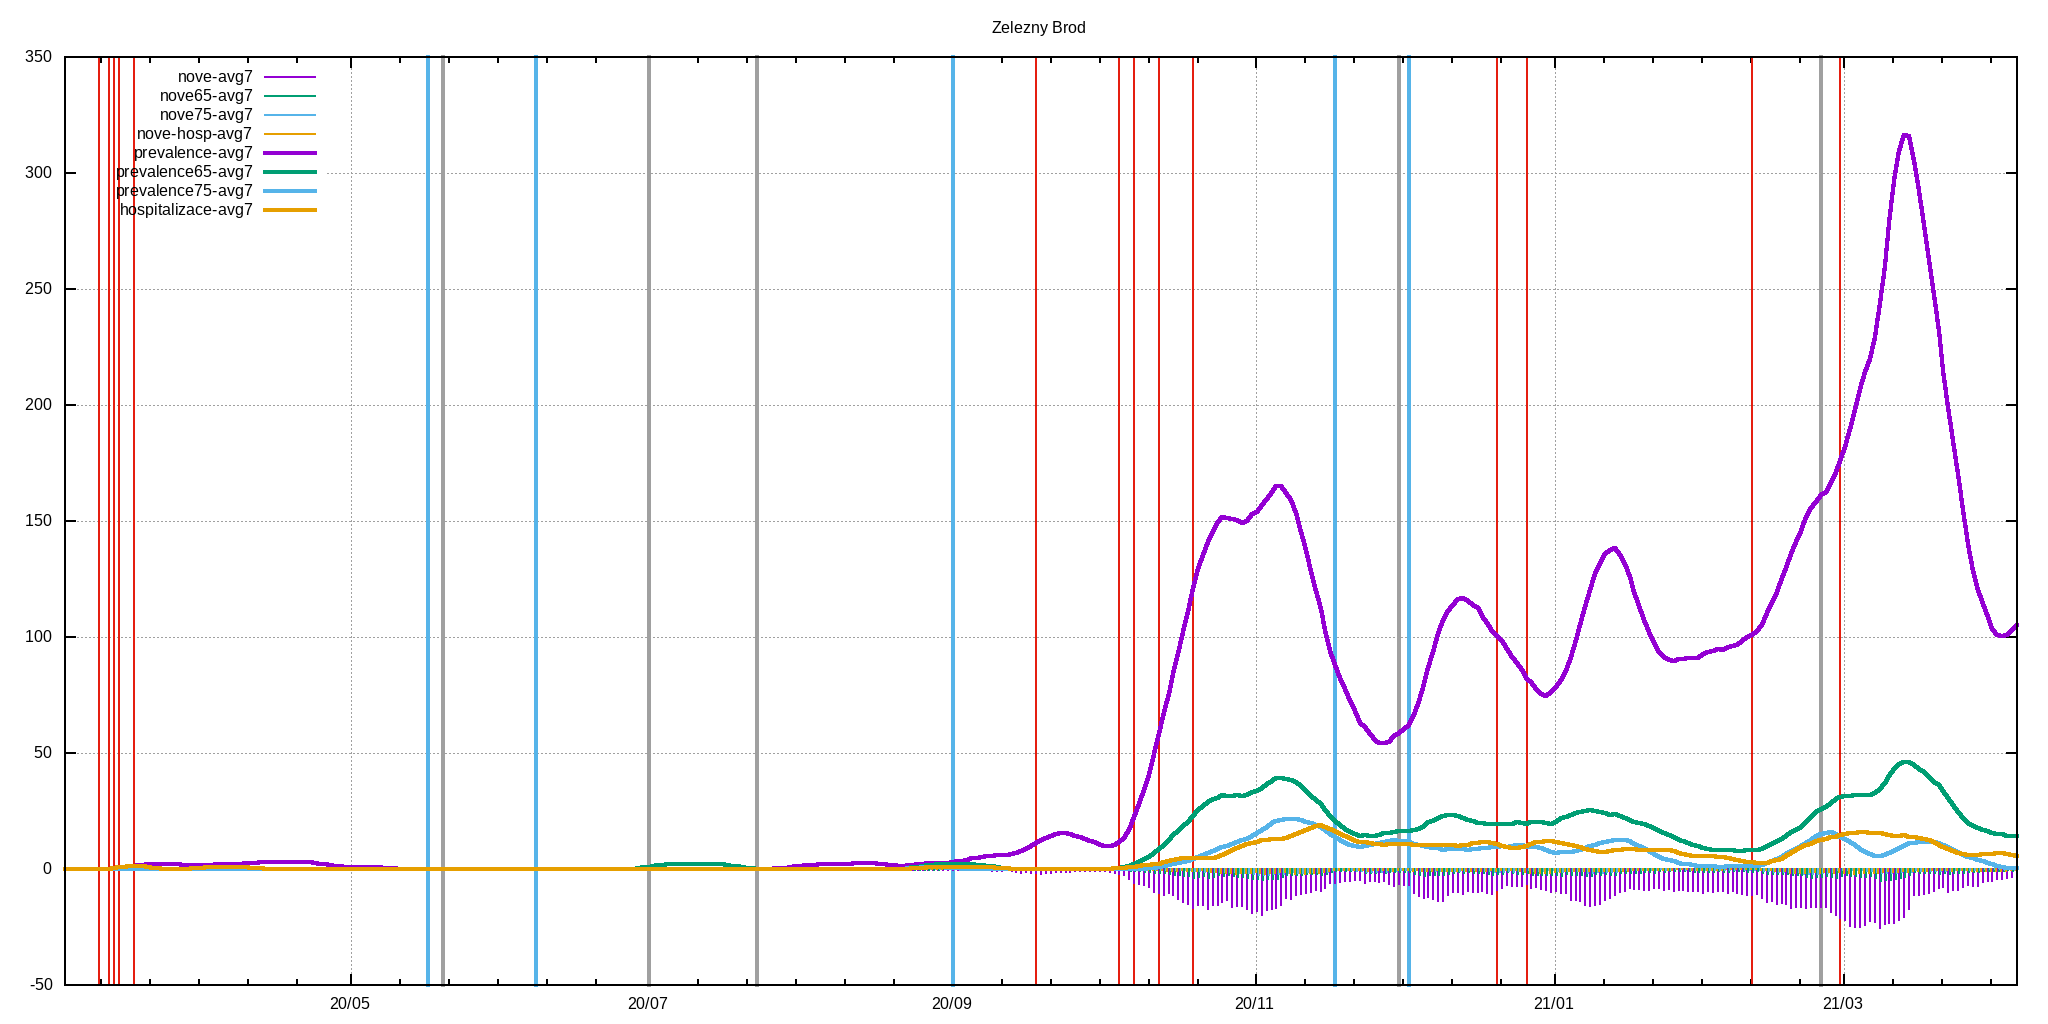 Zelezny Brod
350
300
250
200
150
100
50
0
-50
nove-avg7
nove65-avg7
nove75-avg7
nove-hosp-avg7
prevalence-avg7
prevalence65-avg7
prevalence75-avg7
hospitalizace-avg7
20/05 20/07 20/09 20/11 21/01 21/03